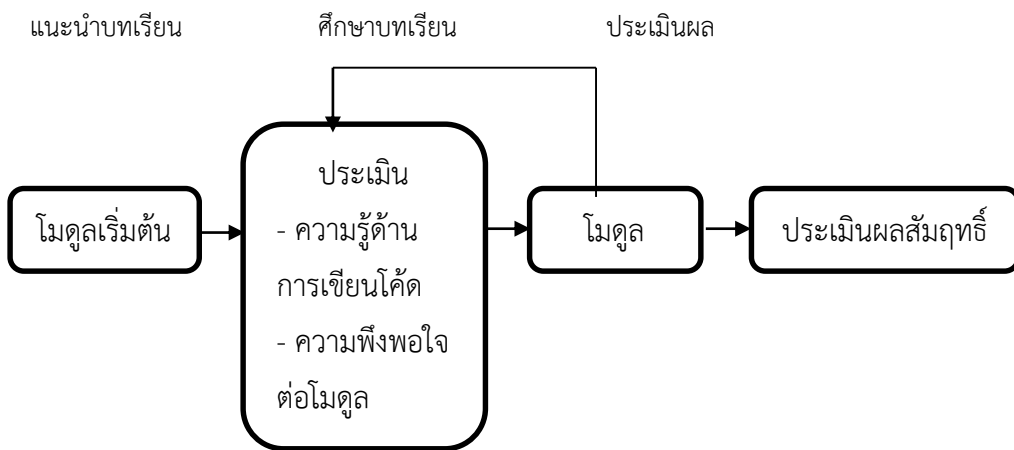 แนะนำบทเรียน ศึกษาบทเรียน ประเมินผล
โมดูลเริ่มต้น
ประเมิน
- ความรู้ด้าน
การเขียนโค้ด
- ความพึงพอใจ
ต่อโมดูล
โมดูล
ประเมินผลสัมฤทธิ์